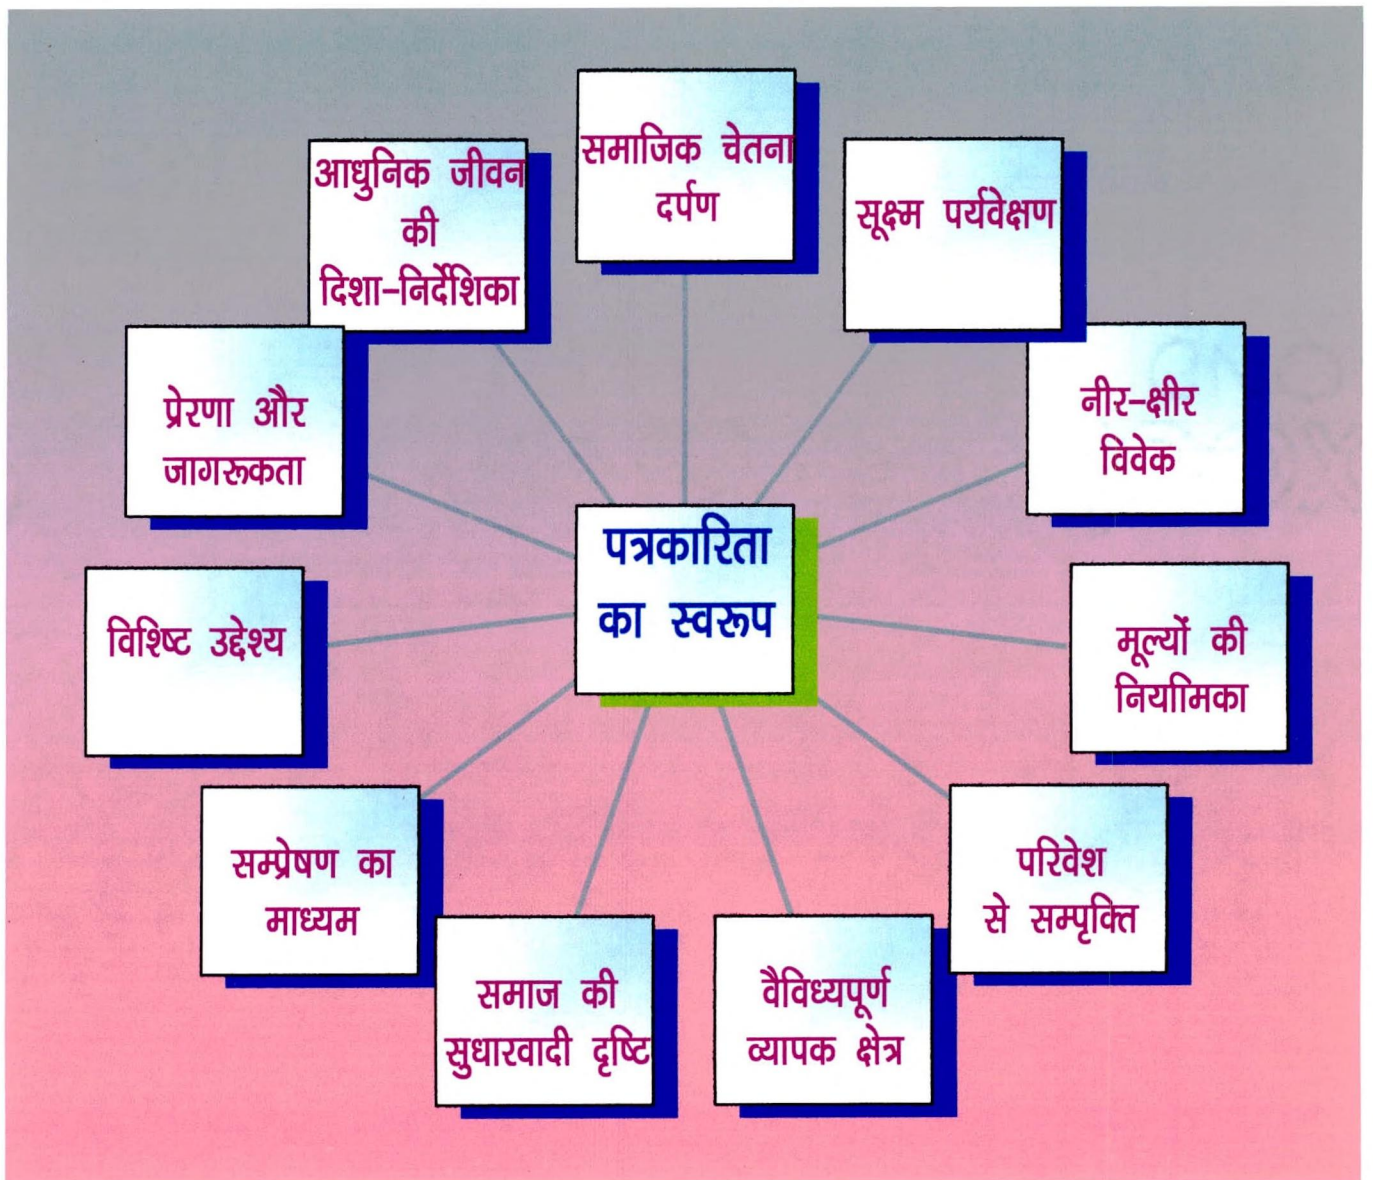 समाजिक चेतना
दर्पण
सूक्ष्म पर्यवेक्षण
नीर-क्षीर
विवेक
मूल्यों की
नियामिका
परिवेश
से सम्पृक्ति
वैविध्यपूर्ण
व्यापक क्षेत्र
समाज की
सुधारवादी दृष्टि
सम्प्रेषण का
माध्यम
विशिष्ट उद्देश्य
प्रेरणा और
जागरूकता
आधुनिक जीवन
की
दिशा-निर्देशिका
पत्रकारिता
का स्वरूप